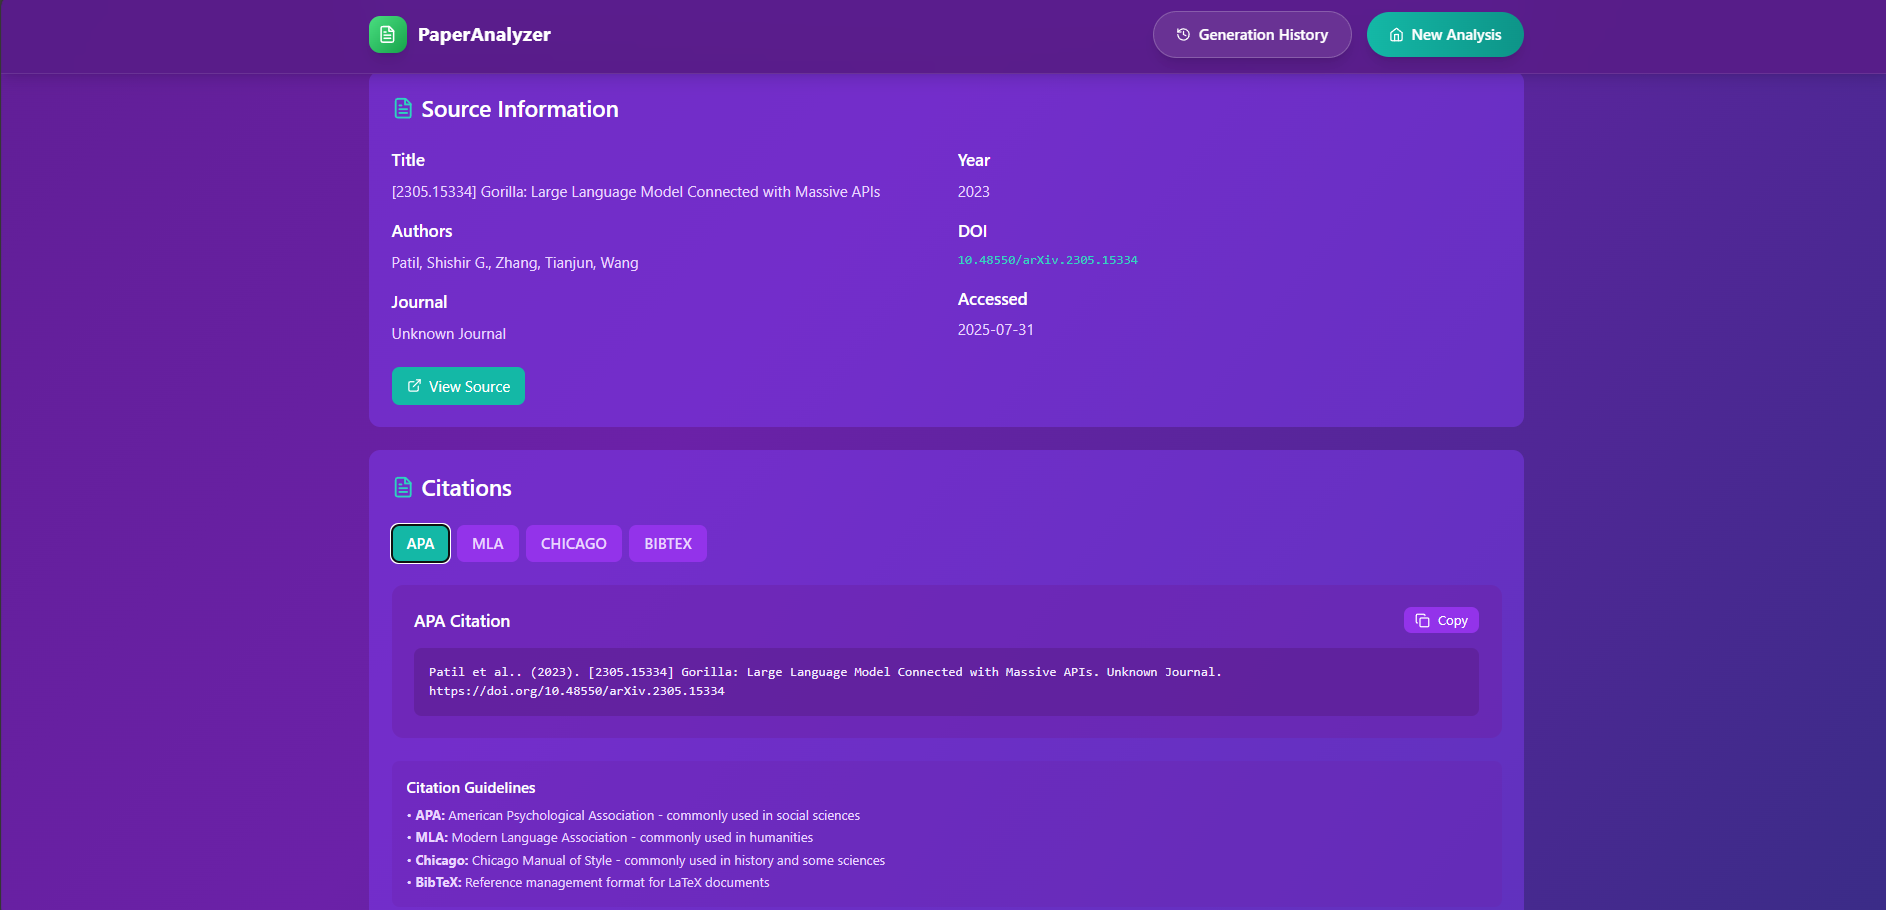 PaperAnalyzer
Generation History
New Analysis
Source Information
Title
[2305.15334] Gorilla: Large Language Model Connected with Massive APIs
Authors
Patil, Shishir G., Zhang, Tianjun, Wang
Journal
Unknown Journal
Year
2023
DOI
10.48550/arXiv.2305.15334
Accessed
2025-07-31
View Source
Citations
APA
MLA
CHICAGO
BIBTEX
APA Citation
Copy
Patil et al.. (2023). [2305.15334] Gorilla: Large Language Model Connected with Massive APIs. Unknown Journal.
https://doi.org/10.48550/arXiv.2305.15334
Citation Guidelines
• APA: American Psychological Association - commonly used in social sciences
• MLA: Modern Language Association - commonly used in humanities
• Chicago: Chicago Manual of Style - commonly used in history and some sciences
• BibTeX: Reference management format for LaTeX documents